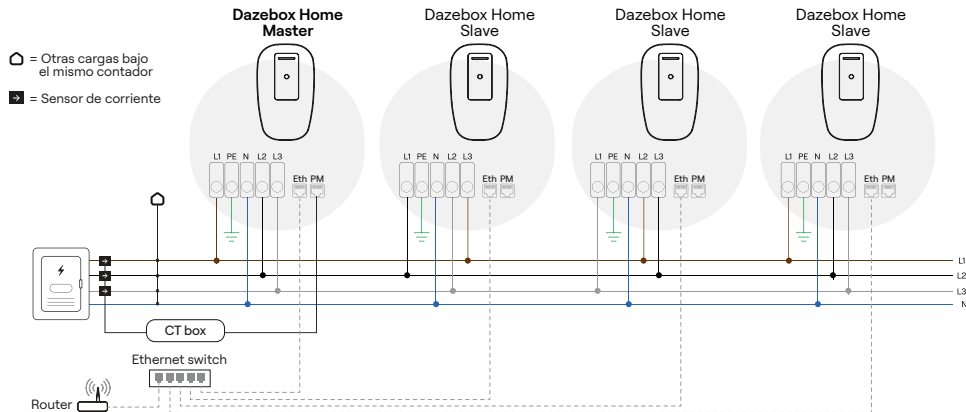 Dazebox Home
Master
Dazebox Home
Slave
Dazebox Home
Slave
Dazebox Home
Slave
= Otras cargas bajo
el mismo contador
= Sensor de corriente
L1 PE N L2 L3
Eth PM
L1 PE N L2 L3
Eth PM
L1 PE N L2 L3
Eth PM
L1 PE N L2 L3
Eth PM
L1
L2
L3
N
CT box
Ethernet switch
Router